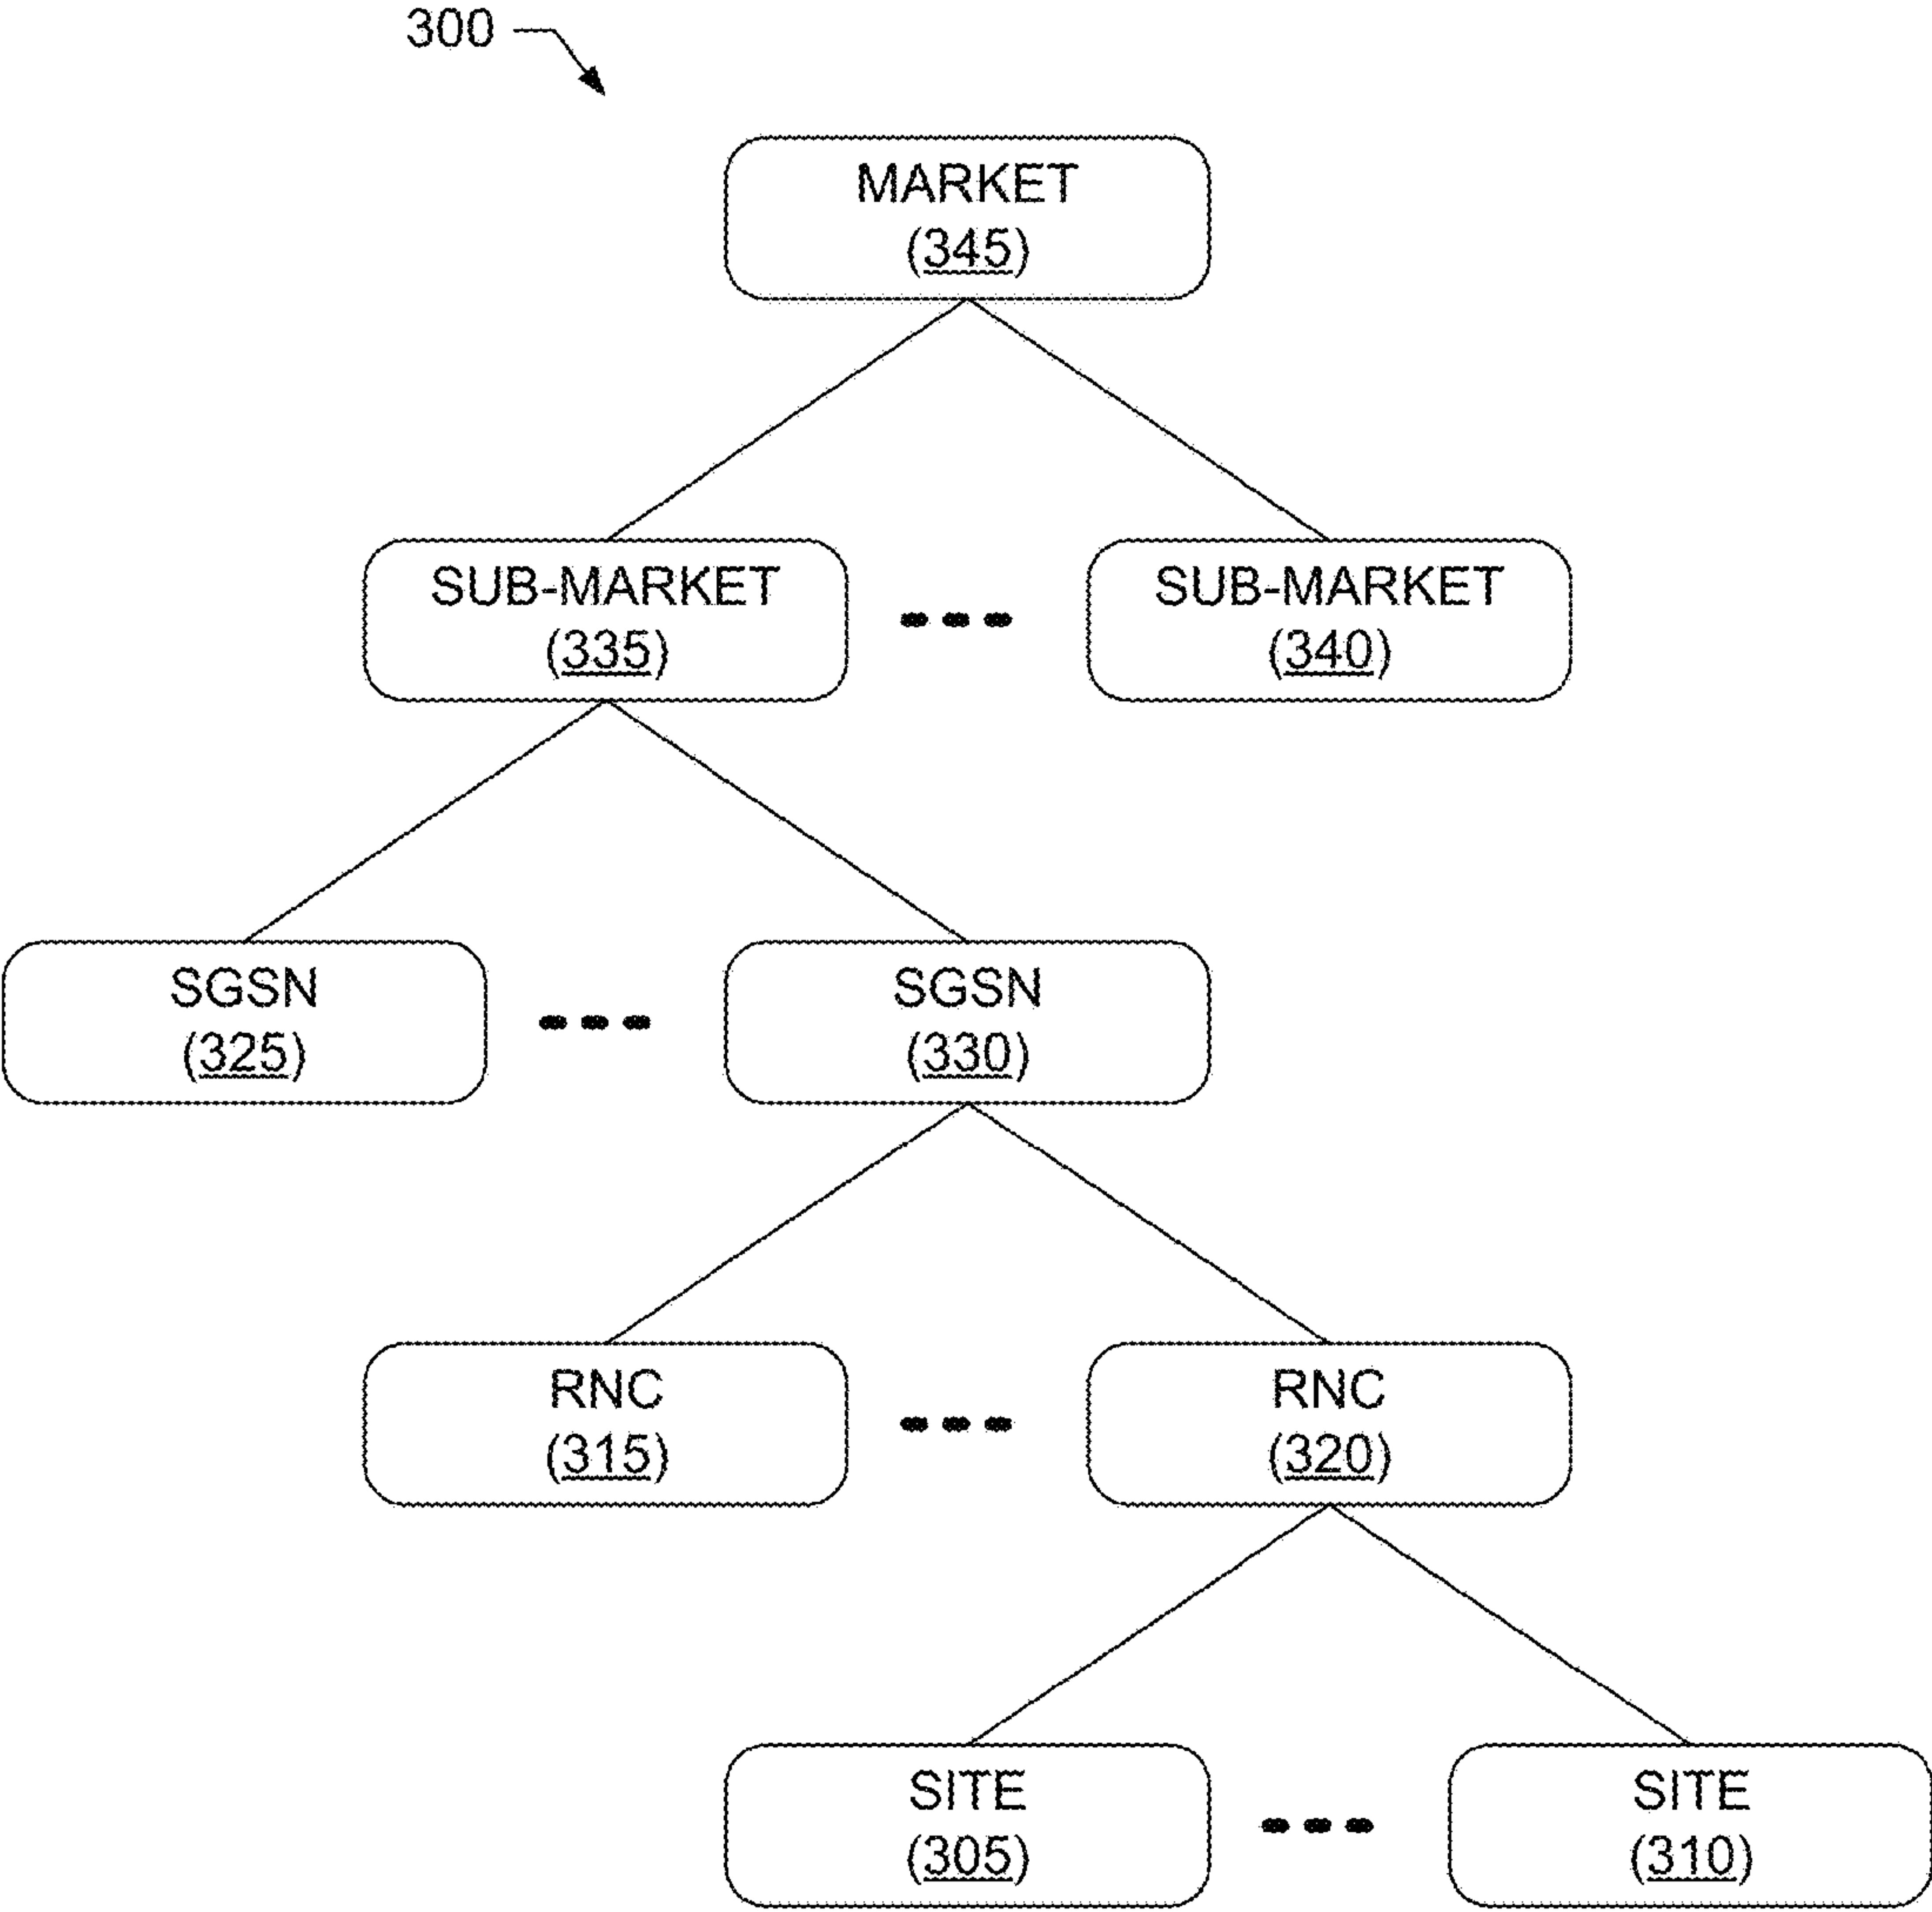 300
MARKET
(345)
SUB-MARKET
(335)
SUB-MARKET
(340)
SGSN
(325)
SGSN
(330)
RNC
(315)
RNC
(320)
SITE
(305)
SITE
(310)